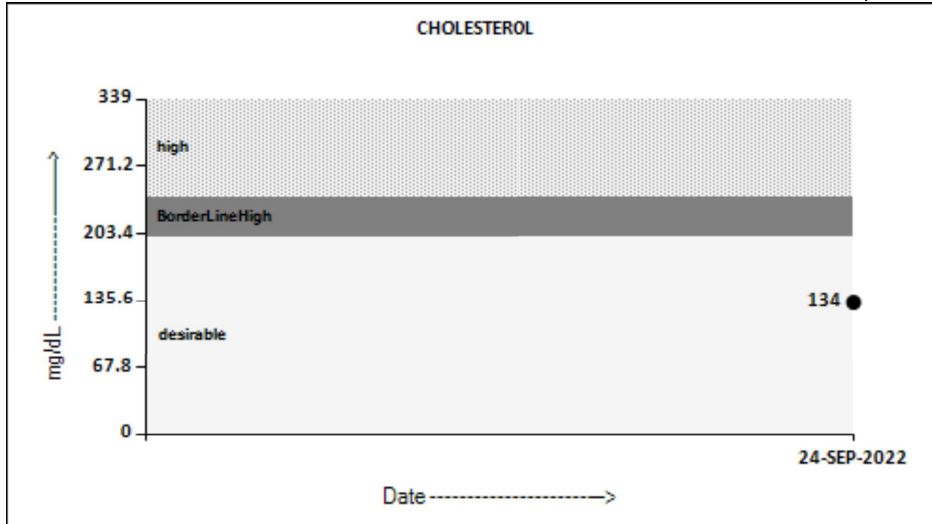 CHOLESTEROL
339
high
271.2
BorderLineHigh
203.4
135.6
134
desirable
67.8
mg/dL
0
24-SEP-2022
Date